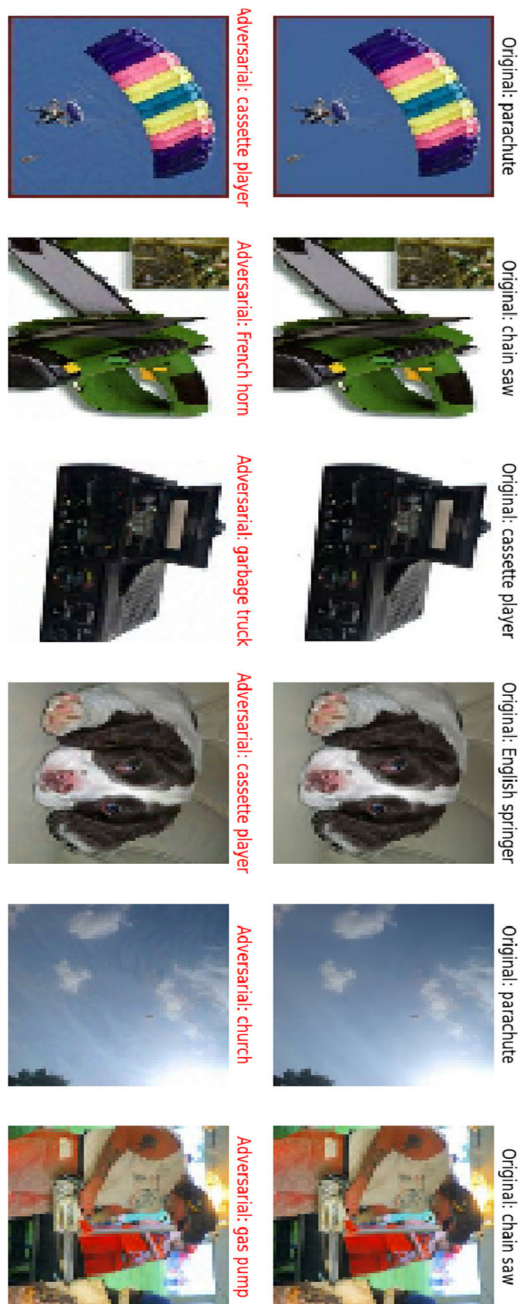 Original: parachute
Original: chain saw
Original: cassette player
Original: English springer
Original: parachute
Original: chain saw
Adversarial: cassette player
Adversarial: French horn
Adversarial: garbage truck
Adversarial: cassette player
Adversarial: church
Adversarial: gas pump